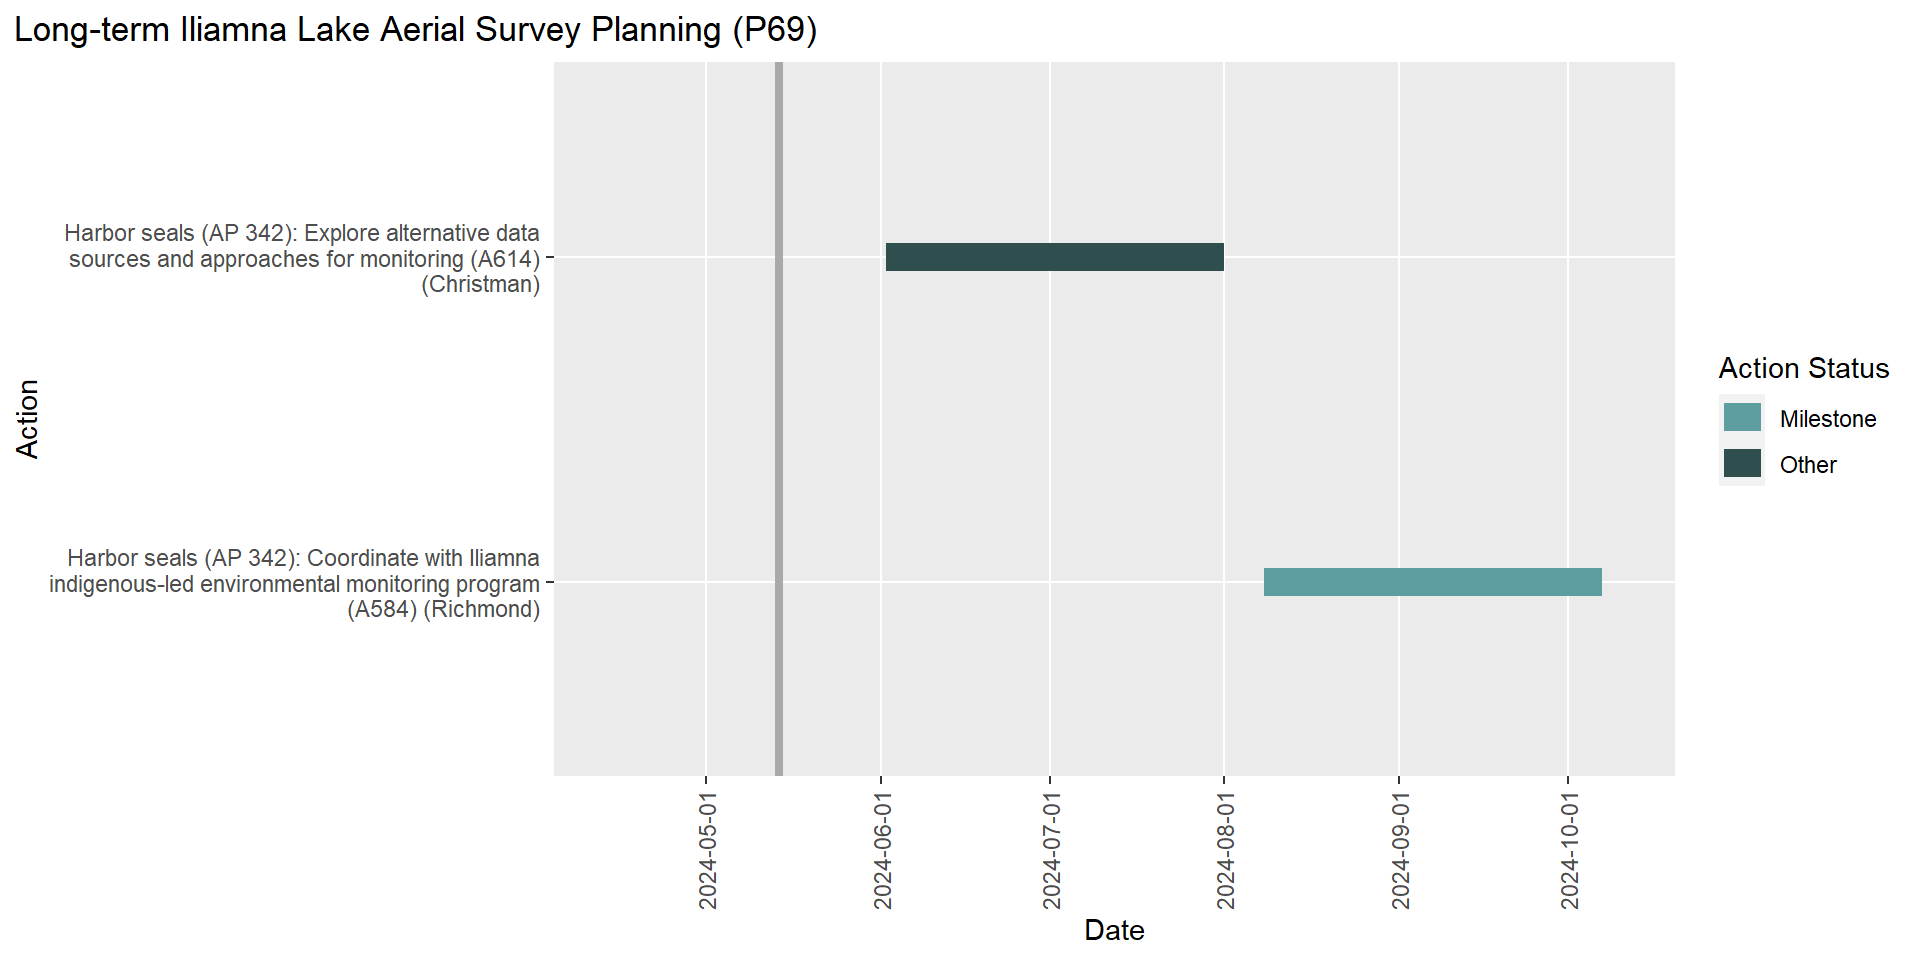 Long-term Iliamna Lake Aerial Survey Planning (P69)
Action
Harbor seals (AP 342): Explore alternative data
sources and approaches for monitoring (A614)
(Christman)
Harbor seals (AP 342): Coordinate with Iliamna
indigenous-led environmental monitoring program
(A584) (Richmond)
2024-05-01
2024-06-01
2024-07-01
2024-08-01
2024-09-01
2024-10-01
Date
Action Status
Milestone
Other